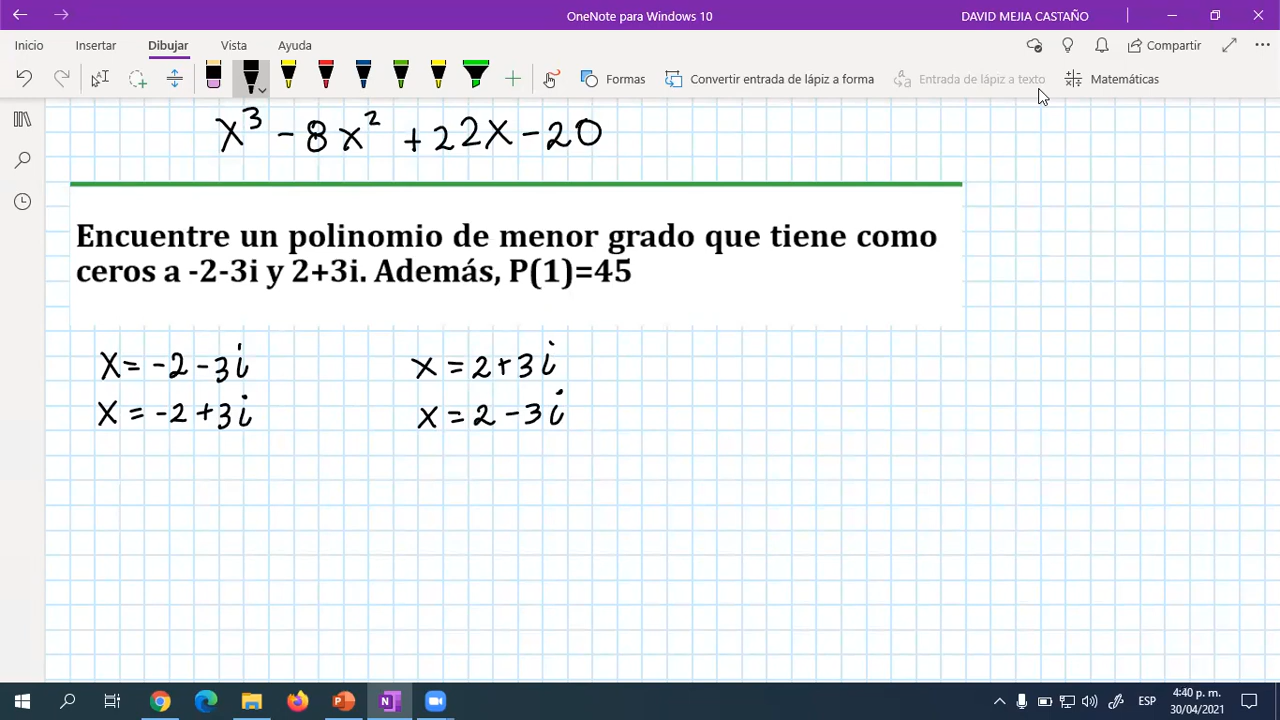 OneNote para Windows 10
DAVID MEJIA CASTAÑO
Inicio Insertar Dibujar Vista Ayuda
Compartir
Formas Convertir entrada de lápiz a forma Entrada de lápiz a texto Matemáticas
x³ - 8x² + 22x - 20
Encuentre un polinomio de menor grado que tiene como
ceros a -2-3i y 2+3i. Además, P(1)=45
x = -2 - 3i x = 2 + 3i
x = -2 + 3i x = 2 - 3i
ESP
4:40 p. m.
30/04/2021